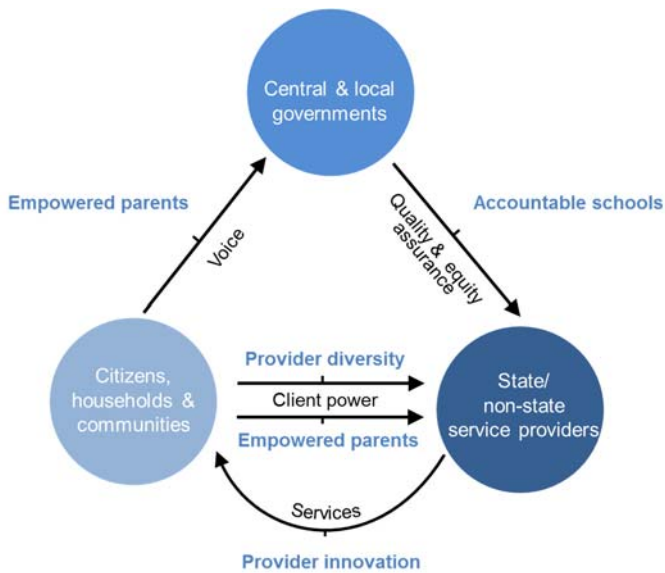 Central & local
governments
Empowered parents
Voice
Quality & equity
assurance
Accountable schools
Citizens,
households &
communities
Provider diversity
Client power
Empowered parents
State/
non-state
service providers
Services
Provider innovation